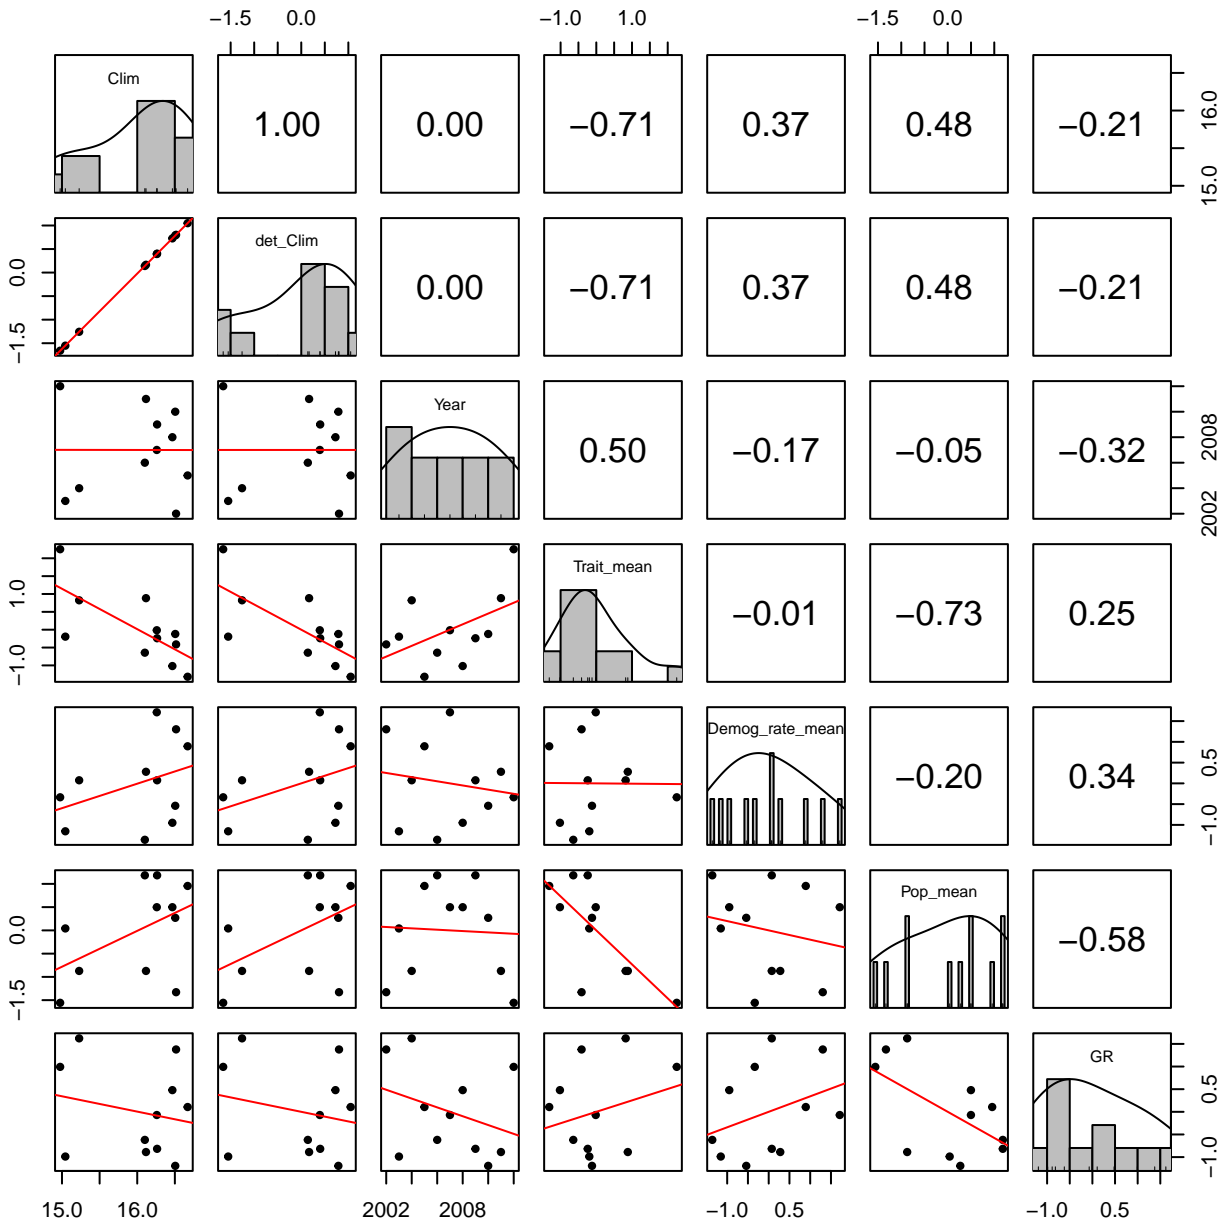 −1.5 0.0 −1.0 1.0 −1.5 0.0
Clim 1.00 0.00 −0.71 0.37 0.48 −0.21 15.0 16.0
−1.5 0.0 det_Clim 0.00 −0.71 0.37 0.48 −0.21
Year 0.50 −0.17 −0.05 −0.32 2002 2008
−1.0 1.0 Trait_mean −0.01 −0.73 0.25
Demog_rate_mean −0.20 0.34 −1.0 0.5
−1.5 0.0 Pop_mean −0.58
GR −1.0 0.5
15.0 16.0 2002 2008 −1.0 0.5 −1.0 0.5